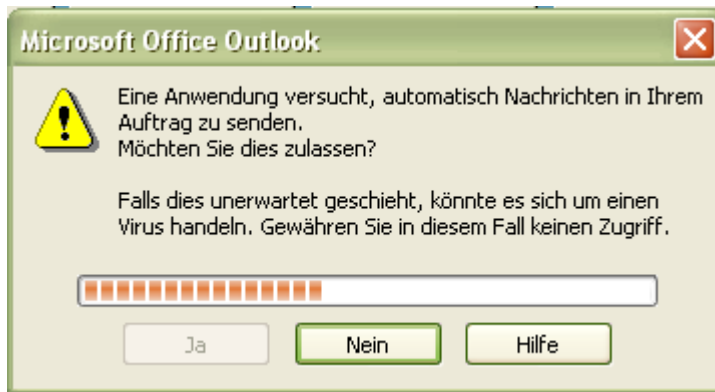 Microsoft Office Outlook
Eine Anwendung versucht, automatisch Nachrichten in Ihrem
Auftrag zu senden.
Möchten Sie dies zulassen?
Falls dies unerwartet geschieht, könnte es sich um einen
Virus handeln. Gewähren Sie in diesem Fall keinen Zugriff.
Ja Nein Hilfe